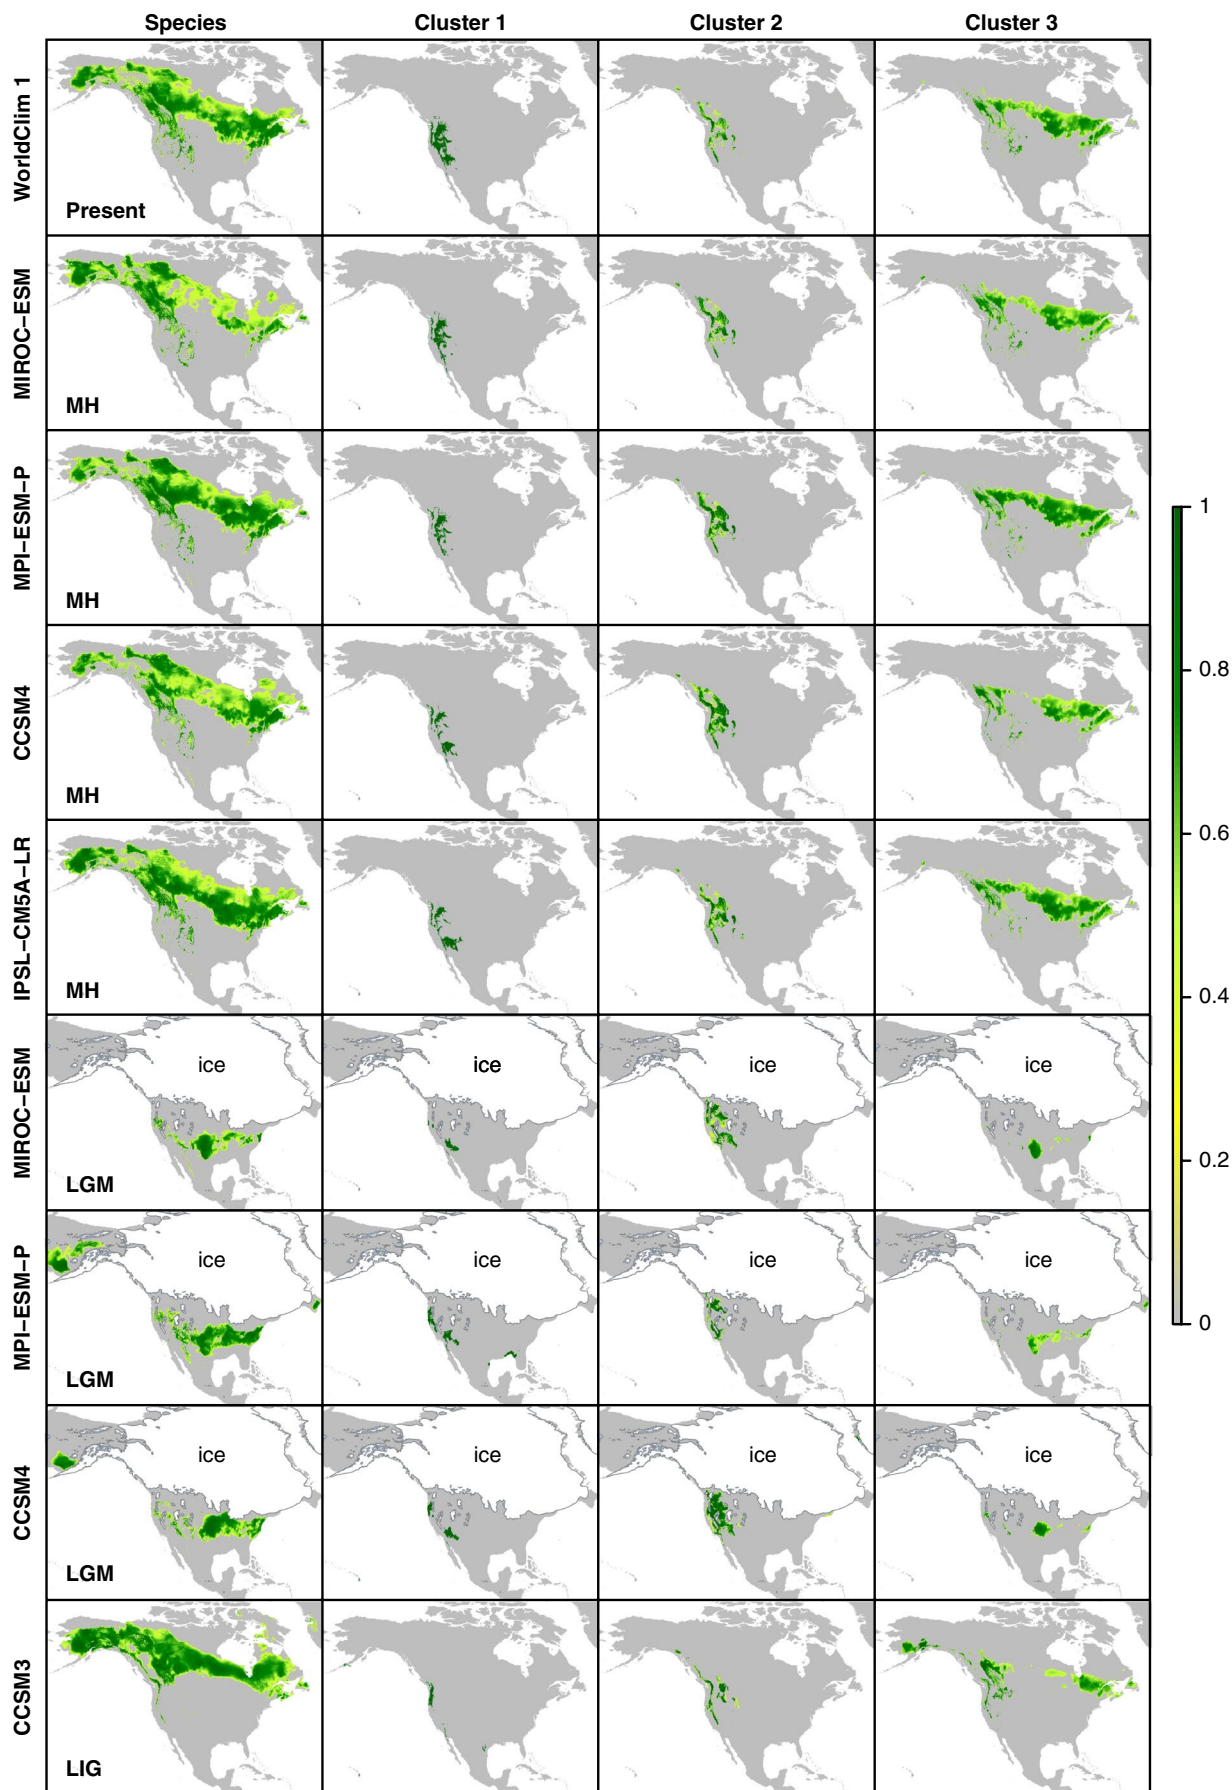 Species Cluster 1 Cluster 2 Cluster 3
WorldClim 1
Present
MIROC–ESM
MH
MPI–ESM–P
MH
CCSM4
MH
IPSL–CM5A–LR
MH
MIROC–ESM
ice ice ice ice
LGM
MPI–ESM–P
ice ice ice ice
LGM
CCSM4
ice ice ice ice
LGM
CCSM3
LIG
1
0.8
0.6
0.4
0.2
0